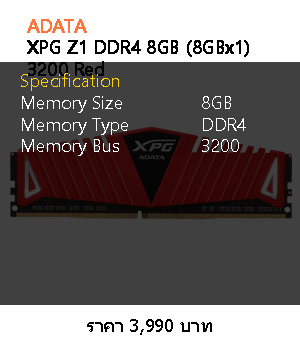 ADATA
XPG Z1 DDR4 8GB (8GBx1)
3200 Red
Specification
Memory Size 8GB
Memory Type DDR4
Memory Bus 3200
XPG
ADATA
ราคา 3,990 บาท